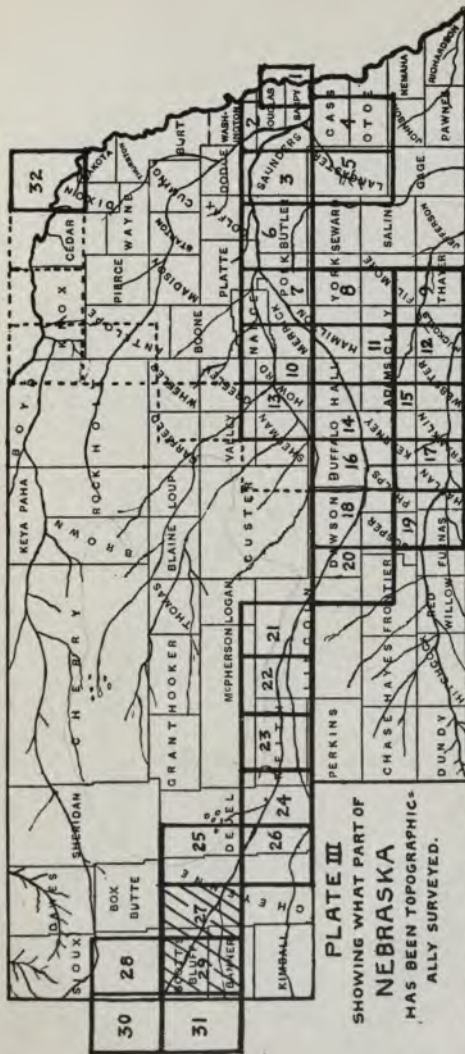 PLATE III
SHOWING WHAT PART OF
NEBRASKA
HAS BEEN TOPOGRAPHIC=
ALLY SURVEYED.
SIOUX
DAWES
BOX
BUTTE
SHERIDAN
SCOTTS
BLUFF
BANNER
KIMBALL
CHEYENNE
DEUEL
CHERRY
GRANT
HOOKER
THOMAS
BLAINE
LOUP
GARFIELD
WHEELER
McPHERSON
LOGAN
KEITH
LINCOLN
PERKINS
CHASE
HAYES
FRONTIER
DUNDY
HITCHCOCK
RED
WILLOW
FURNAS
GOSPER
DAWSON
CUSTER
KEYA PAHA
BROWN
ROCK
HOLT
BOYD
KNOX
CEDAR
DIXON
DAKOTA
THURSTON
PIERCE
WAYNE
ANTELOPE
MADISON
STANTON
CUMING
BURT
BOONE
PLATTE
COLFAX
DODGE
WASH-
INGTON
VALLEY
GREELEY
SHERMAN
HOWARD
NANCE
MERRICK
POLK
BUTLER
SAUNDERS
DOUGLAS
SARPY
BUFFALO
HALL
HAMILTON
YORK
SEWARD
LANCASTER
CASS
OTOE
PHELPS
KEARNEY
ADAMS
CLAY
FILLMORE
SALINE
GAGE
JOHNSON
NEMAHA
HARLAN
FRANKLIN
WEBSTER
NUCKOLLS
THAYER
JEFFERSON
PAWNEE
RICHARDSON
1
2
3
4
5
6
7
8
9
10
11
12
13
14
15
16
17
18
19
20
21
22
23
24
25
26
27
28
29
30
31
32